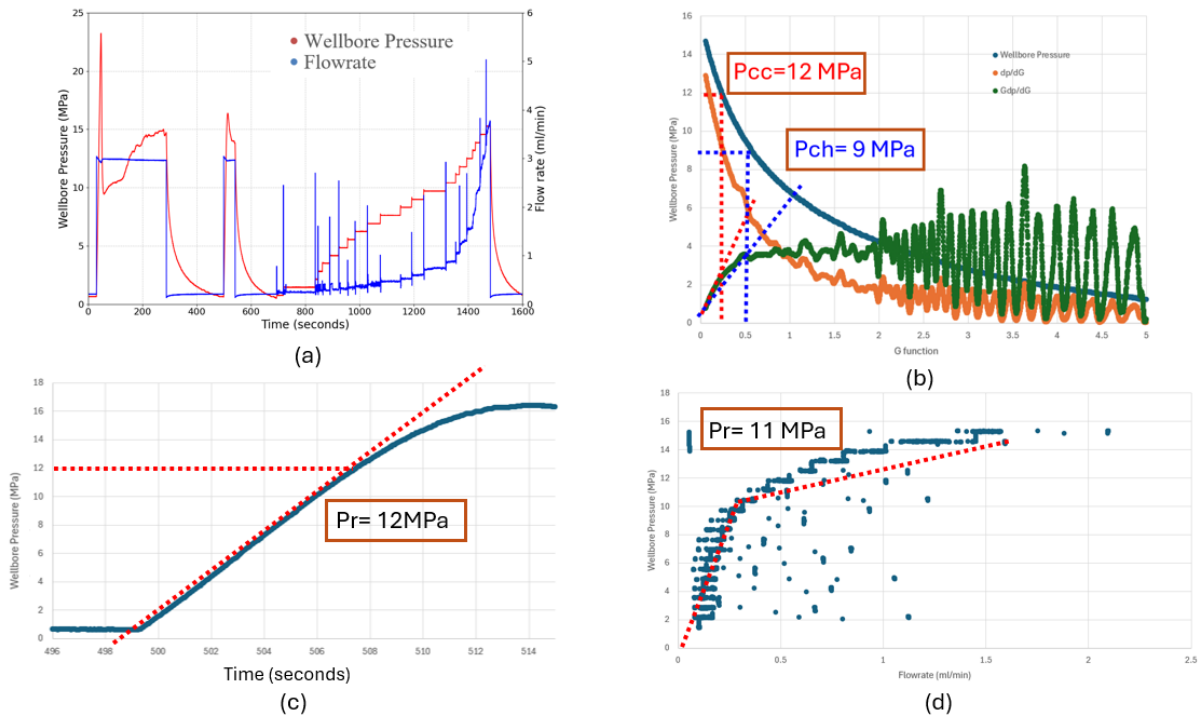 25
20
15
10
5
0
Wellbore Pressure (MPa)
Wellbore Pressure
Flowrate
6
5
4
3
2
1
0
Flow rate (ml/min)
0 200 400 600 800 1000 1200 1400 1600
Time (seconds)
(a)
16
14
12
10
8
6
4
2
0
Wellbore Pressure (MPa)
Pcc=12 MPa
Pch= 9 MPa
Wellbore Pressure
dp/dG
Gdp/dG
0 0.5 1 1.5 2 2.5 3 3.5 4 4.5 5
G function
(b)
18
16
14
12
10
8
6
4
2
0
Wellbore Pressure (MPa)
Pr= 12MPa
496 498 500 502 504 506 508 510 512 514
Time (seconds)
(c)
18
16
14
12
10
8
6
4
2
0
Wellbore Pressure (MPa)
Pr= 11 MPa
0 0.5 1 1.5 2 2.5
Flowrate (ml/min)
(d)